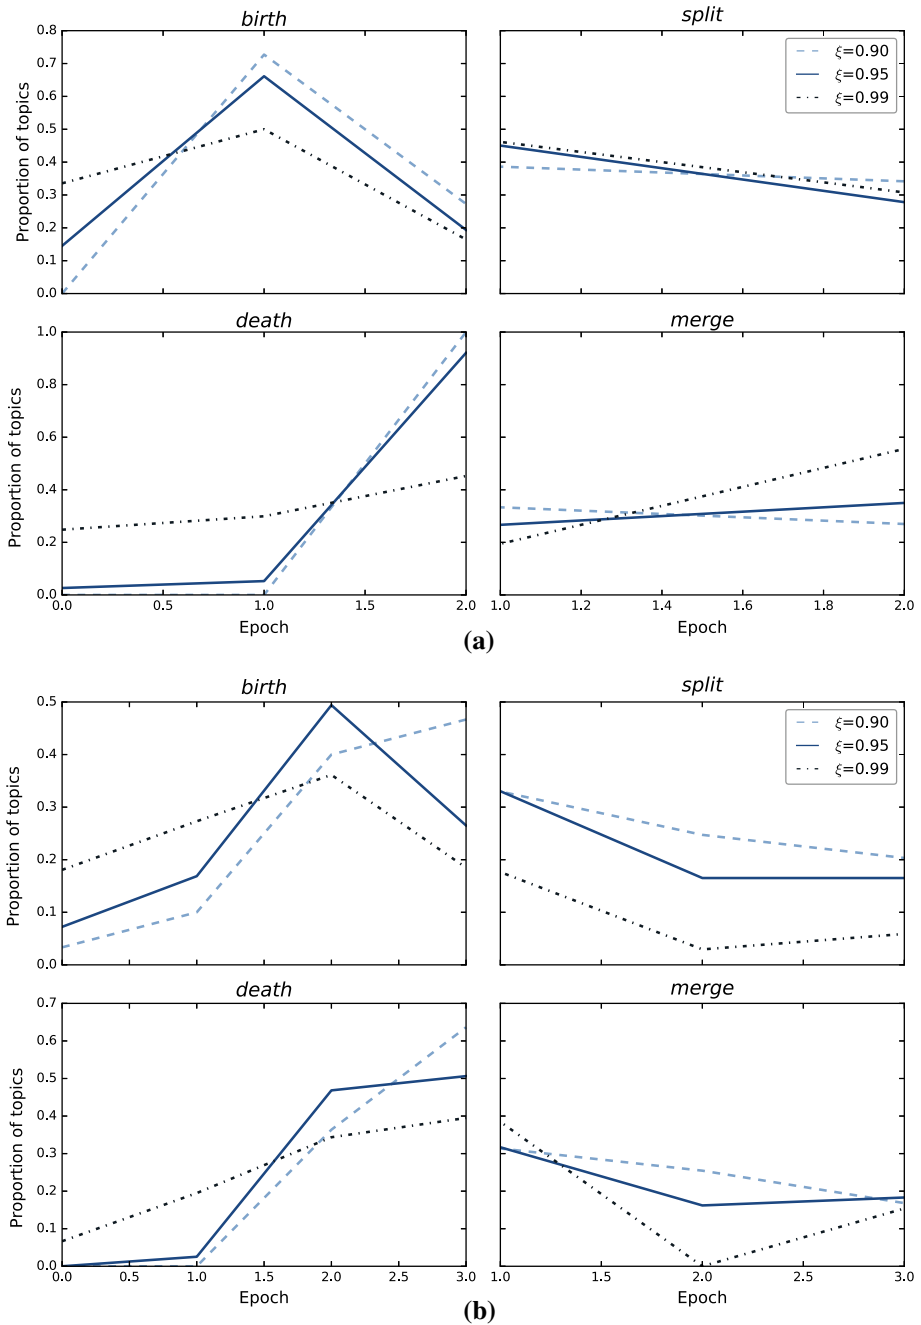 birth
split
0.8
0.7
0.6
0.5
0.4
0.3
0.2
0.1
0.0
Proportion of topics
ξ=0.90
ξ=0.95
ξ=0.99
death
merge
1.0
0.8
0.6
0.4
0.2
0.0
Proportion of topics
0.0 0.5 1.0 1.5 2.0
1.0 1.2 1.4 1.6 1.8 2.0
Epoch
Epoch
(a)
birth
split
0.5
0.4
0.3
0.2
0.1
0.0
Proportion of topics
ξ=0.90
ξ=0.95
ξ=0.99
death
merge
0.7
0.6
0.5
0.4
0.3
0.2
0.1
0.0
Proportion of topics
0.0 0.5 1.0 1.5 2.0 2.5 3.0
1.0 1.5 2.0 2.5 3.0
Epoch
Epoch
(b)